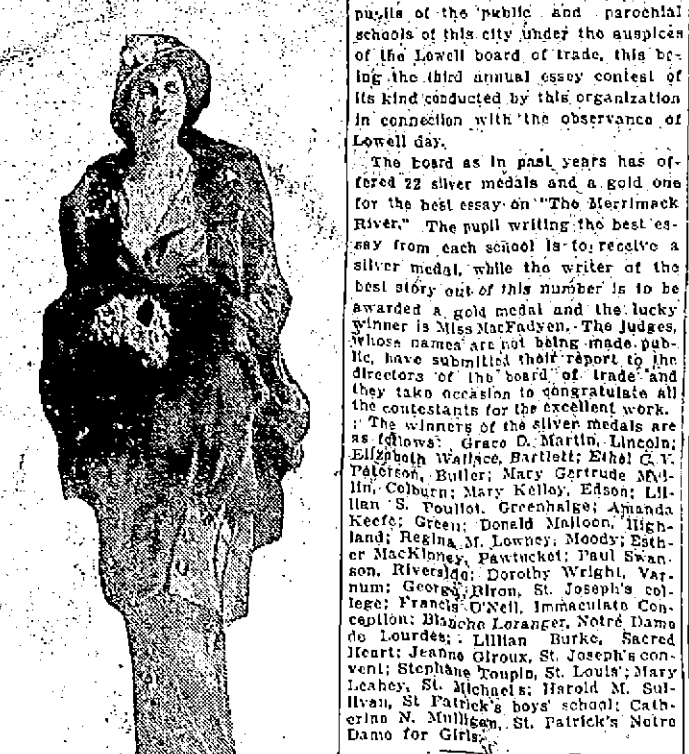 pupils of the public and parochial
schools of this city under the auspices
of the Lowell board of trade, this be-
ing the third annual essay contest of
its kind conducted by this organization
in connection with the observance of
Lowell day.
The board as in past years has of-
fered 22 silver medals and a gold one
for the best essay on "The Merrimack
River." The pupil writing the best es-
say from each school is to receive a
silver medal, while the writer of the
best story out of this number is to be
awarded a gold medal and the lucky
winner is Miss MacFadyen. The judges,
whose names are not being made pub-
lic, have submitted their report to the
directors of the board of trade and
they take occasion to congratulate all
the contestants for the excellent work.
The winners of the silver medals are
as follows: Grace D. Martin, Lincoln;
Elizabeth Wallace, Bartlett; Ethel G. V.
Peterson, Butler; Mary Gertrude Mul-
lin, Colburn; Mary Kelley, Edson; Lil-
lian S. Pouliot, Greenhalge; Amanda
Keefe; Green; Donald Malloon, High-
land; Regina M. Lowney, Moody; Esth-
er MacKinney, Pawtucket; Paul Swan-
son, Riverside; Dorothy Wright, Var-
num; George Biron, St. Joseph's col-
lege; Francis O'Neil, Immaculate Con-
ception; Blanche Loranger, Notre Dame
de Lourdes; Lillian Burke, Sacred
Heart; Jeanne Giroux, St. Joseph's con-
vent; Stephane Toupin, St. Louis'; Mary
Leahey, St. Michaels; Harold M. Sul-
livan, St Patrick's boys' school; Cath-
erine N. Mulligan, St. Patrick's Notre
Dame for Girls.